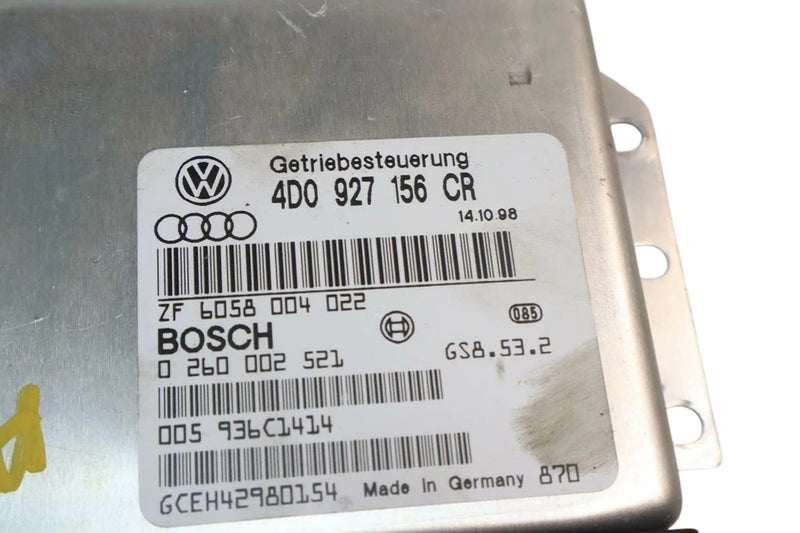 Getriebesteuerung
4D0 927 156 CR
14.10.98
ZF 6058 004 022
085
BOSCH
0 260 002 521
GS8.53.2
005 936C1414
GCEH42980154
Made In Germany
870